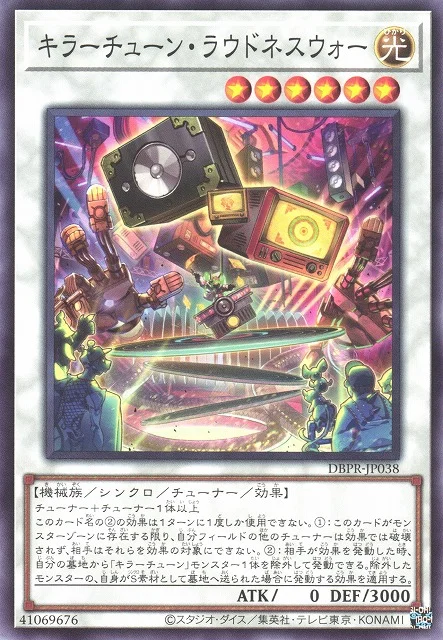 キラーチューン・ラウドネスウォー
光
DBPR-JP038
【機械族／シンクロ／チューナー／効果】
チューナー＋チューナー1体以上
このカード名の②の効果は1ターンに1度しか使用できない。①：このカードがモン
スターゾーンに存在する限り、自分フィールドの他のチューナーは効果では破壊
されず、相手はそれらを効果の対象にできない。②：相手が効果を発動した時、
自分の墓地から「キラーチューン」モンスター1体を除外して発動できる。除外した
モンスターの、自身がS素材として墓地へ送られた場合に発動する効果を適用する。
ATK／ 0 DEF/3000
41069676
©スタジオ・ダイス／集英社・テレビ東京・KONAMI